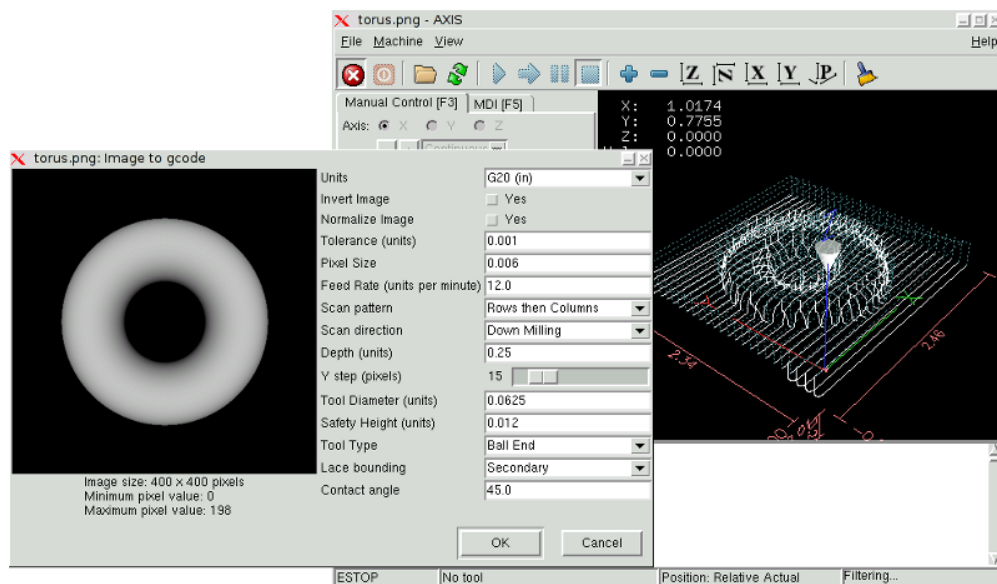 torus.png - AXIS
File Machine View Help
Manual Control [F3] MDI [F5]
Axis: X Y Z
Continuous
X: 1.0174
Y: 0.7755
Z: 0.0000
0.0000
2.34
2.46
torus.png: Image to gcode
Units G20 (in)
Invert Image Yes
Normalize Image Yes
Tolerance (units) 0.001
Pixel Size 0.006
Feed Rate (units per minute) 12.0
Scan pattern Rows then Columns
Scan direction Down Milling
Depth (units) 0.25
Y step (pixels) 15
Tool Diameter (units) 0.0625
Safety Height (units) 0.012
Tool Type Ball End
Lace bounding Secondary
Contact angle 45.0
Image size: 400 x 400 pixels
Minimum pixel value: 0
Maximum pixel value: 198
OK Cancel
ESTOP No tool Position: Relative Actual Filtering...